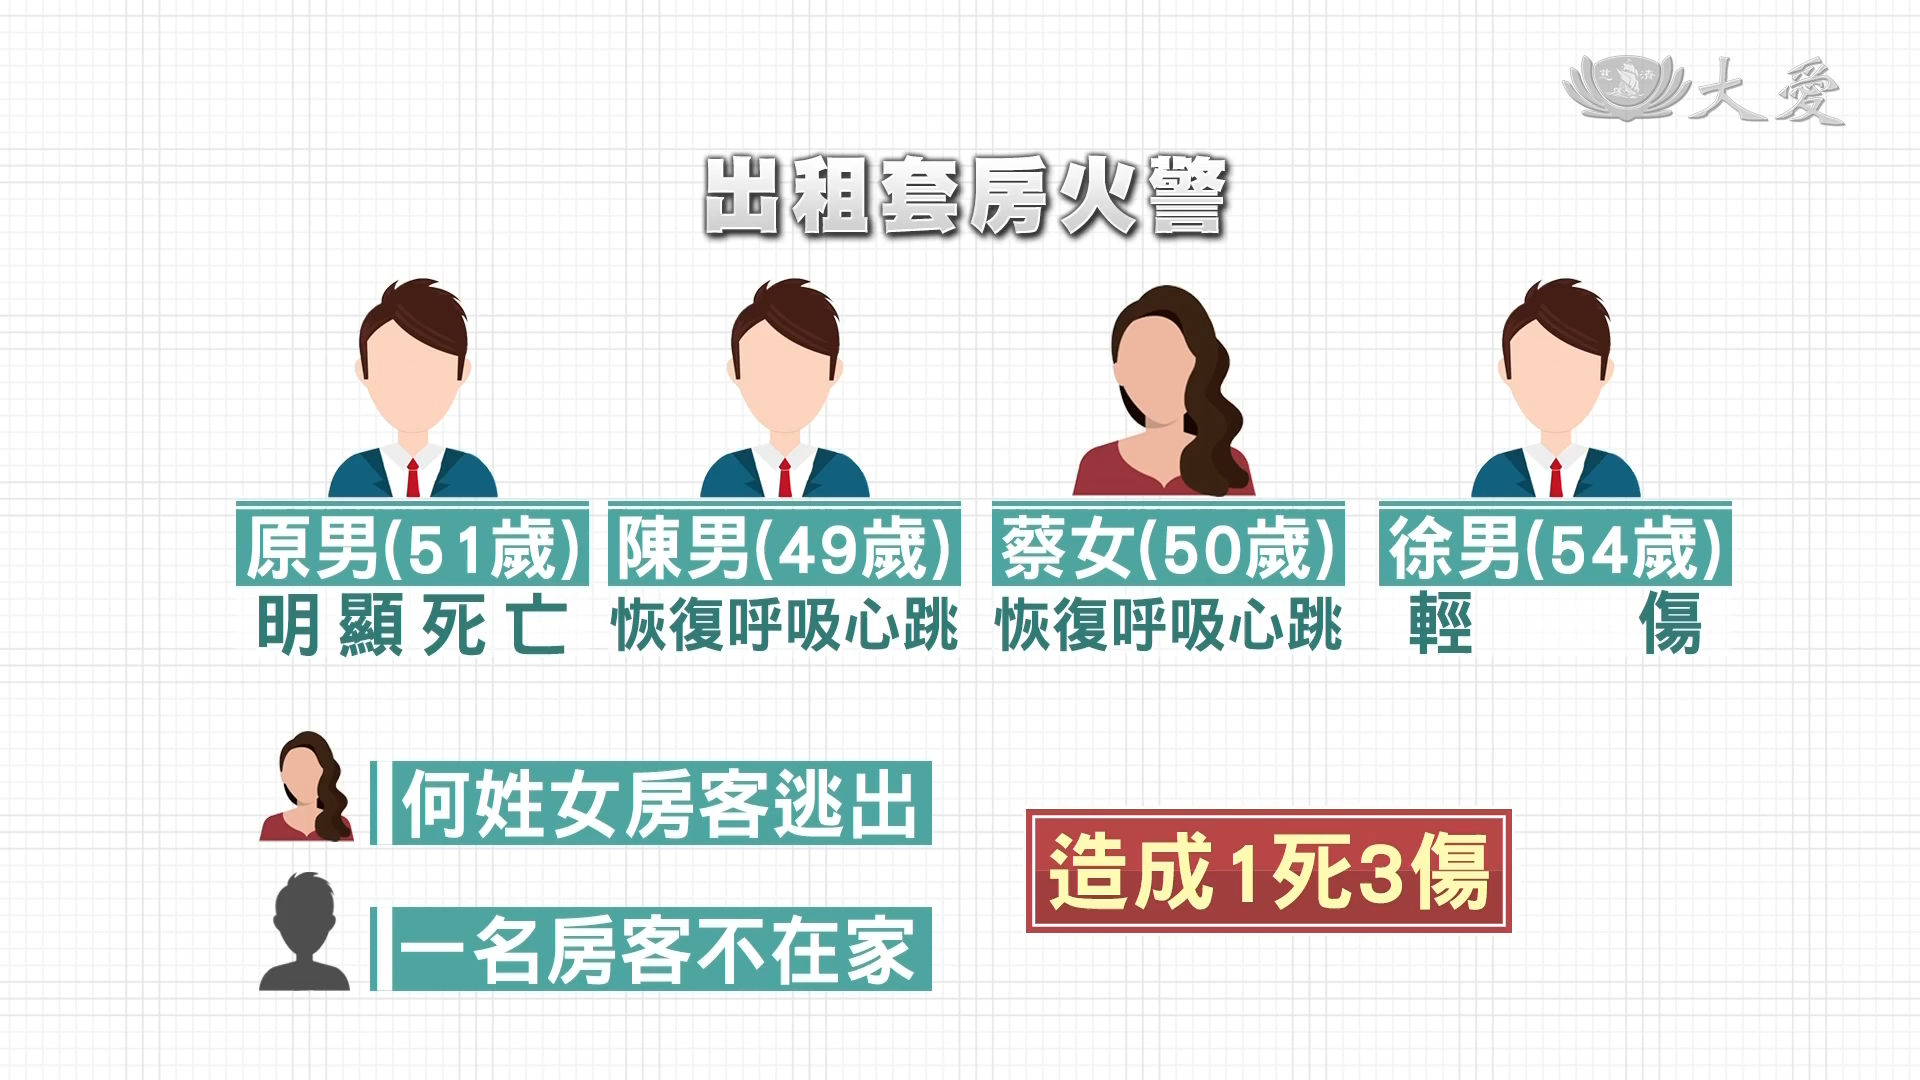 慈濟
大愛
出租套房火警
原男(51歲)
明顯死亡
陳男(49歲)
恢復呼吸心跳
蔡女(50歲)
恢復呼吸心跳
徐男(54歲)
輕傷
何姓女房客逃出
一名房客不在家
造成1死3傷